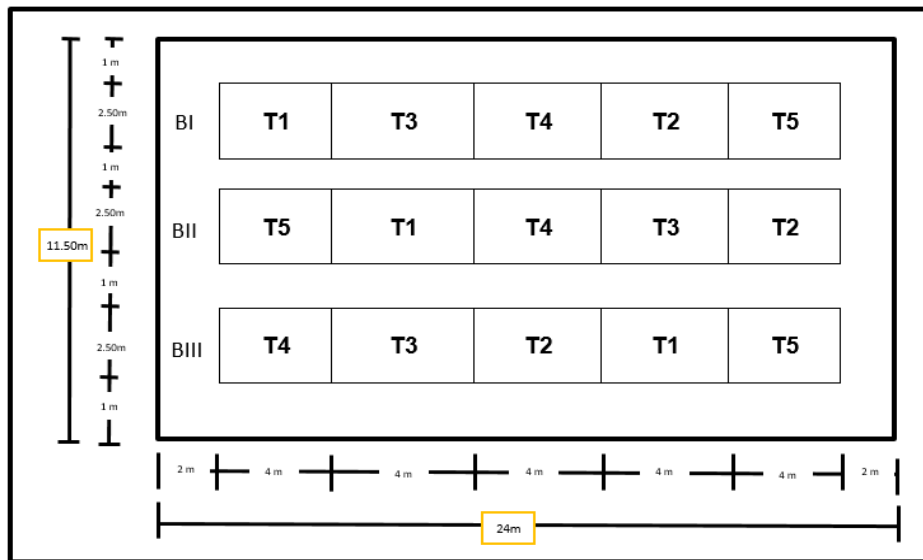 1 m
2.50m
1 m
2.50m
1 m
2.50m
1 m
11.50m
BI T1 T3 T4 T2 T5
BII T5 T1 T4 T3 T2
BIII T4 T3 T2 T1 T5
2 m 4 m 4 m 4 m 4 m 4 m 2 m
24m